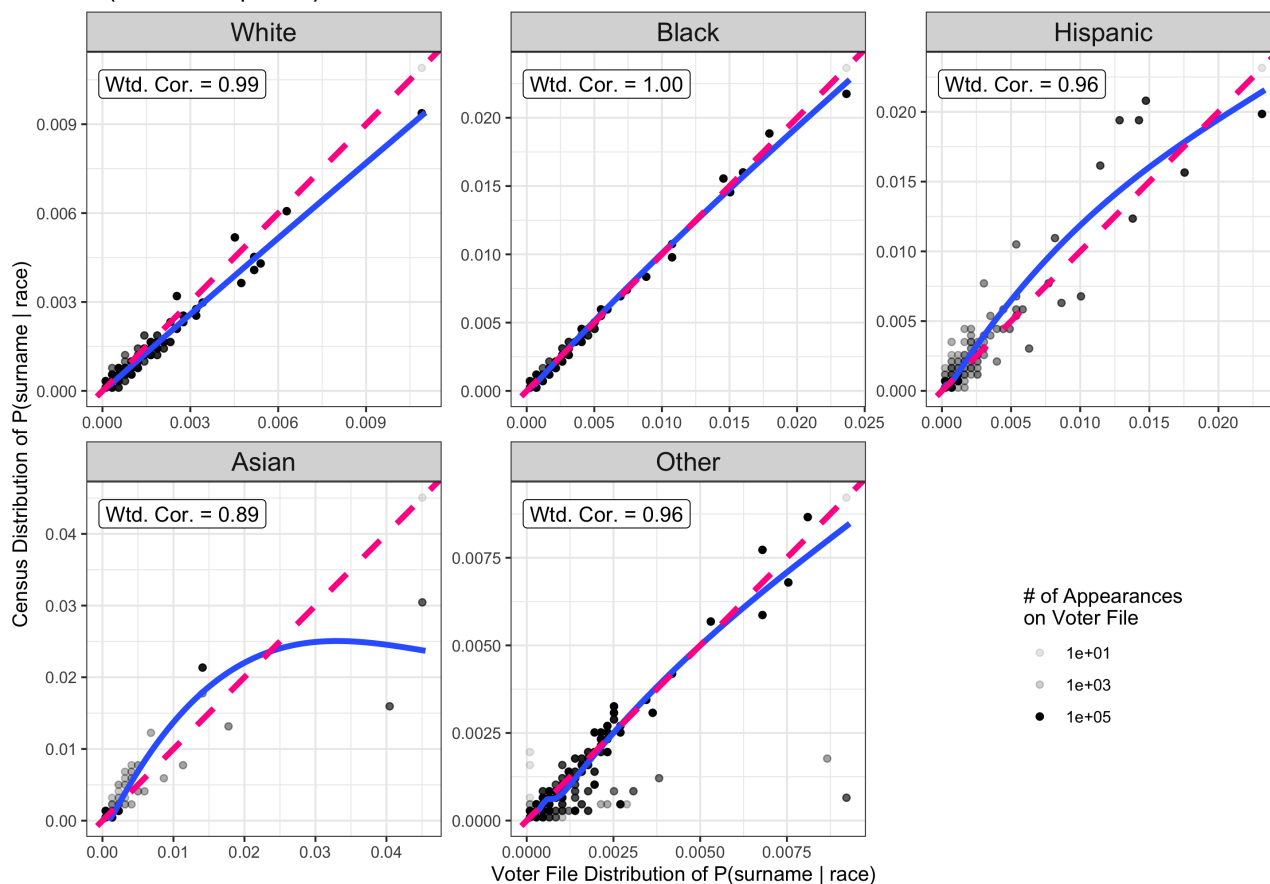 White
Black
Hispanic
Wtd. Cor. = 0.99
Wtd. Cor. = 1.00
Wtd. Cor. = 0.96
0.009
0.006
0.003
0.000
0.020
0.015
0.010
0.005
0.000
0.020
0.015
0.010
0.005
0.000
0.000 0.003 0.006 0.009
0.000 0.005 0.010 0.015 0.020 0.025
0.000 0.005 0.010 0.015 0.020
Census Distribution of P(surname | race)
Asian
Other
Wtd. Cor. = 0.89
Wtd. Cor. = 0.96
0.04
0.03
0.02
0.01
0.00
0.0075
0.0050
0.0025
0.0000
0.00 0.01 0.02 0.03 0.04
0.0000 0.0025 0.0050 0.0075
Voter File Distribution of P(surname | race)
# of Appearances
on Voter File
1e+01
1e+03
1e+05